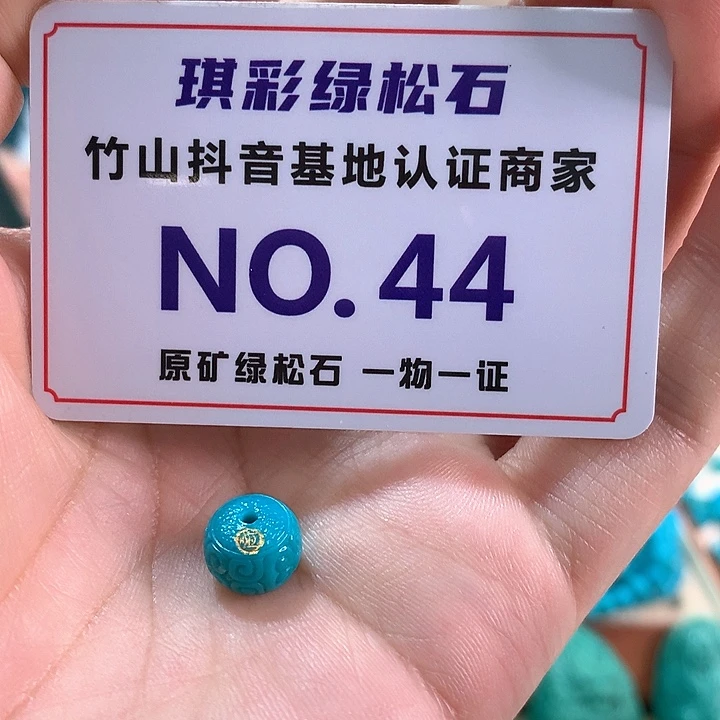 琪彩绿松石
竹山抖音基地认证商家
NO.44
原矿绿松石 一物一证